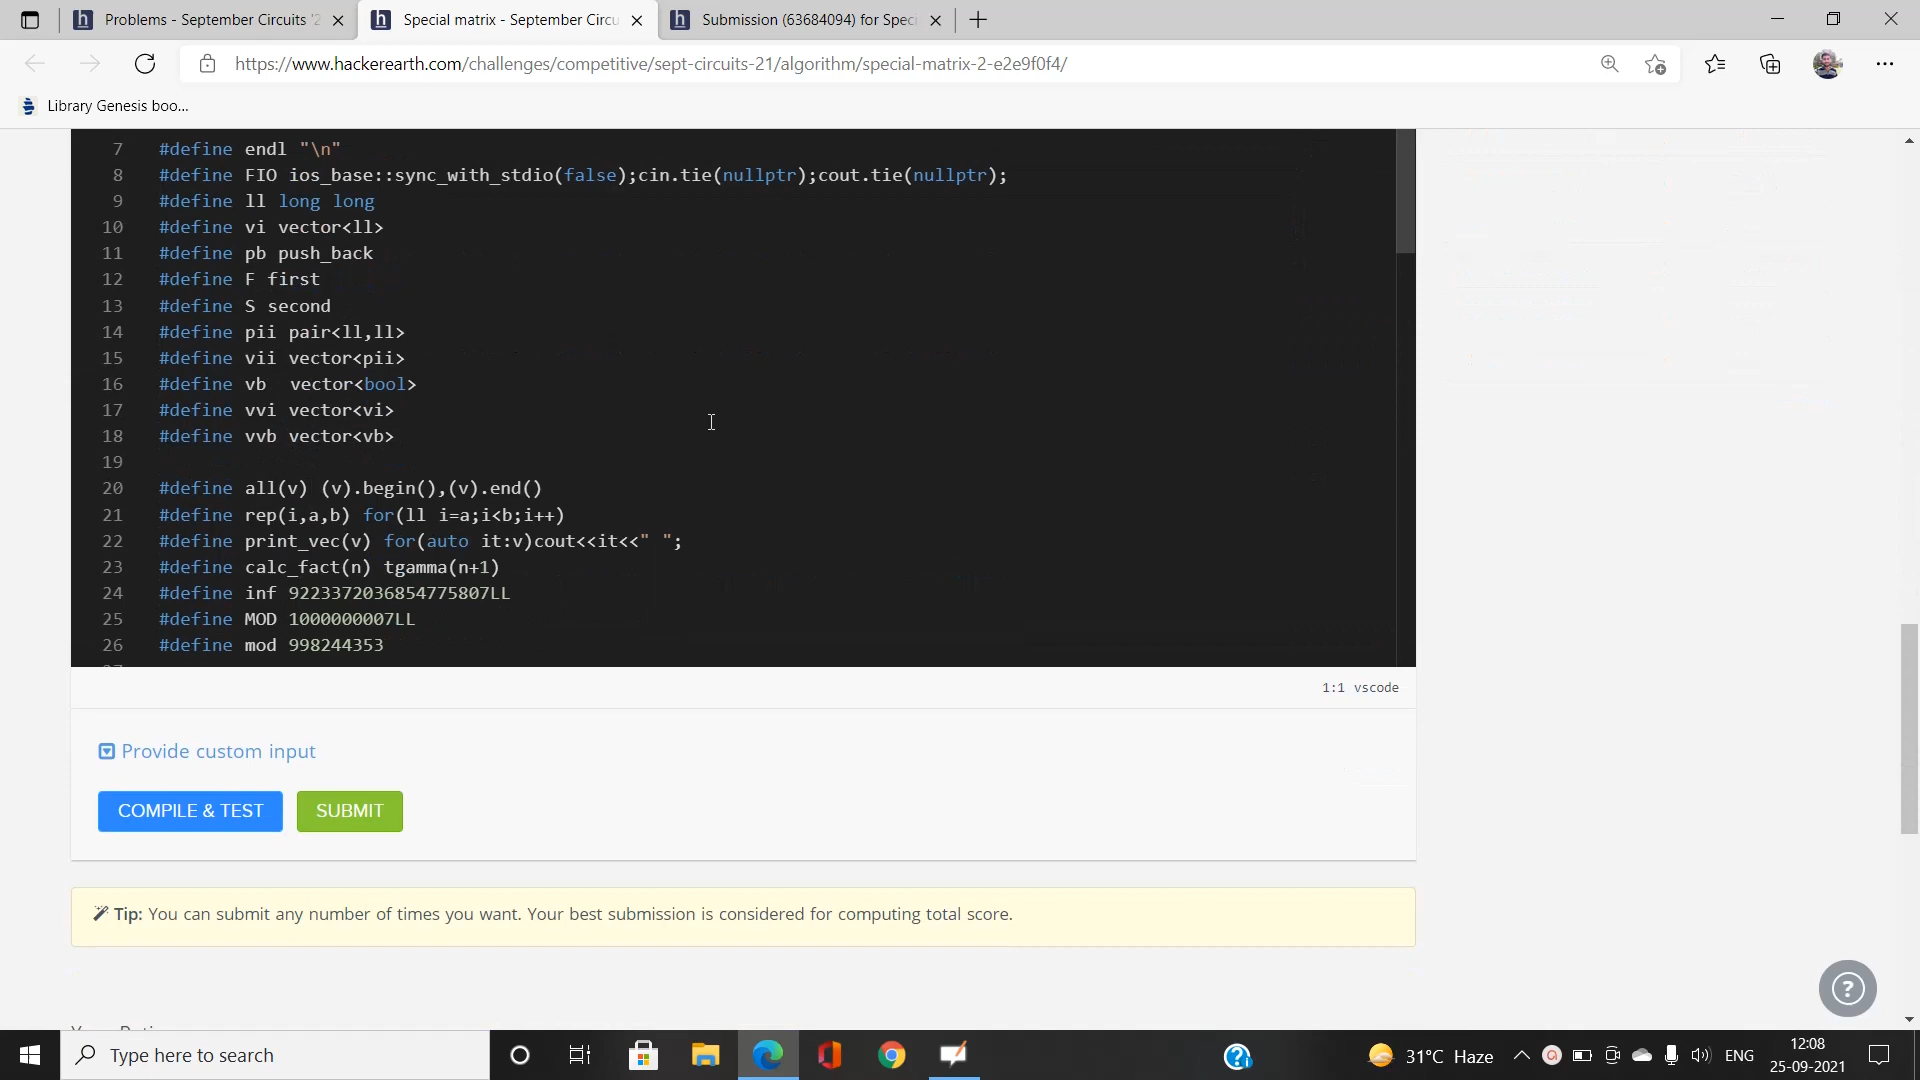 Problems - September Circuits '2
Special matrix - September Circu
Submission (63684094) for Speci
https://www.hackerearth.com/challenges/competitive/sept-circuits-21/algorithm/special-matrix-2-e2e9f0f4/
Library Genesis boo...
7 #define endl "\n"
8 #define FIO ios_base::sync_with_stdio(false);cin.tie(nullptr);cout.tie(nullptr);
9 #define ll long long
10 #define vi vector<ll>
11 #define pb push_back
12 #define F first
13 #define S second
14 #define pii pair<ll,ll>
15 #define vii vector<pii>
16 #define vb  vector<bool>
17 #define vvi vector<vi>
18 #define vvb vector<vb>
19
20 #define all(v) (v).begin(),(v).end()
21 #define rep(i,a,b) for(ll i=a;i<b;i++)
22 #define print_vec(v) for(auto it:v)cout<<it<<" ";
23 #define calc_fact(n) tgamma(n+1)
24 #define inf 9223372036854775807LL
25 #define MOD 1000000007LL
26 #define mod 998244353
1:1 vscode
Provide custom input
COMPILE & TEST
SUBMIT
Tip: You can submit any number of times you want. Your best submission is considered for computing total score.
?
Type here to search
31°C Haze
ENG
12:08
25-09-2021